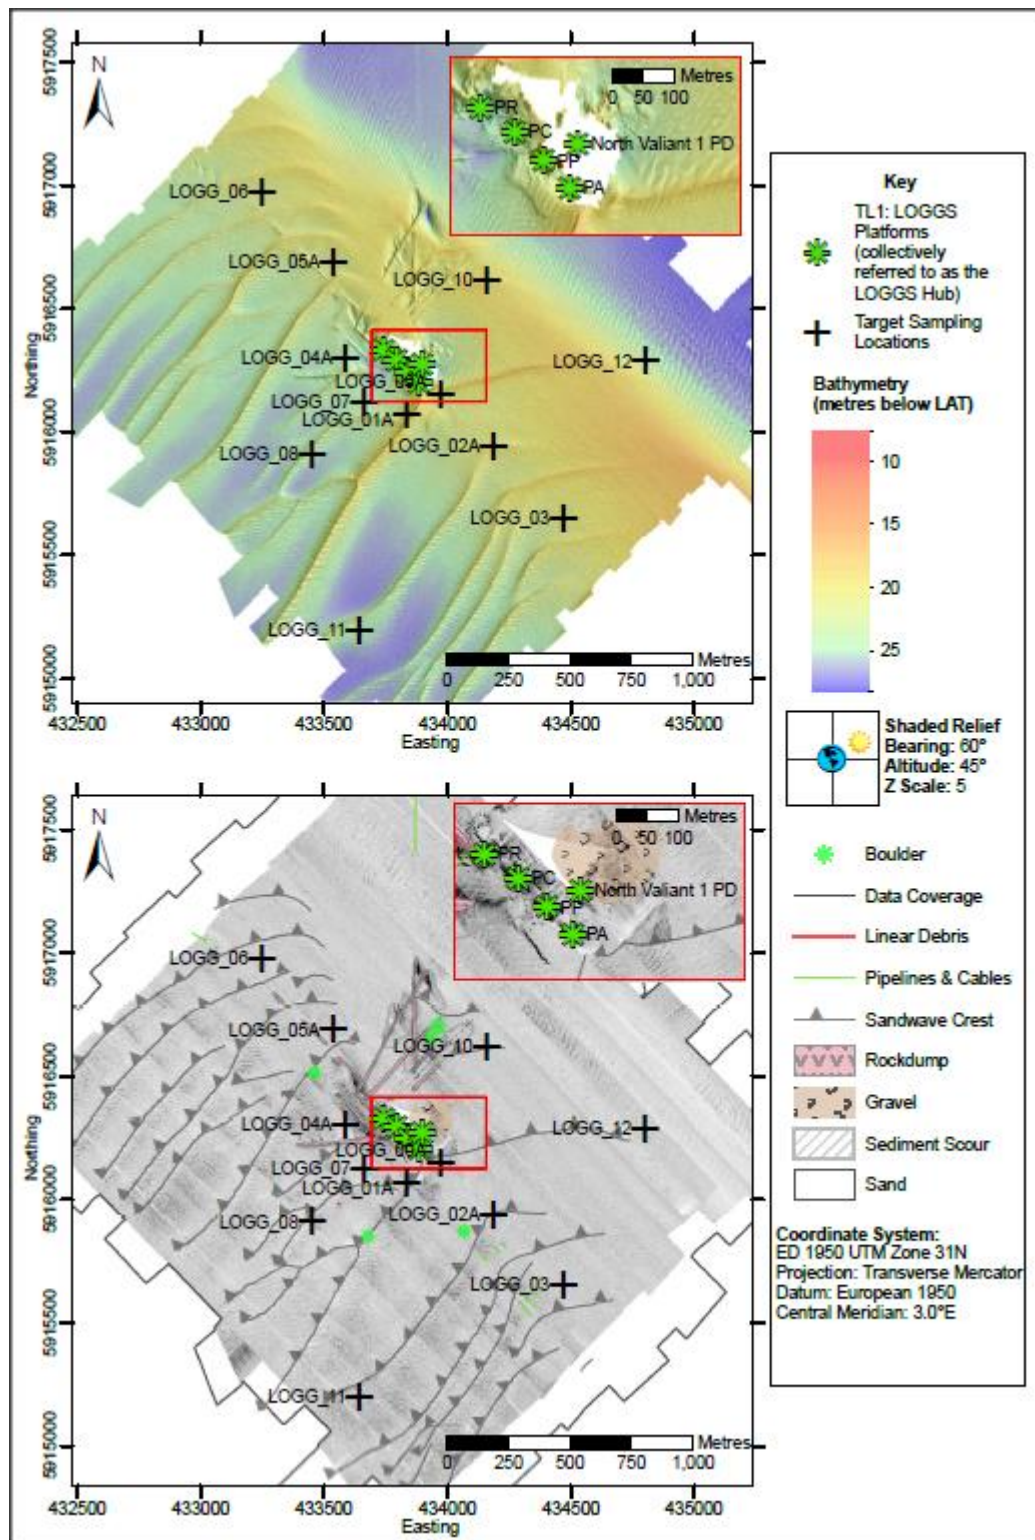 N
Metres
0 50 100
PR
PC
North Valiant 1 PD
PP
PA
LOGG_06
LOGG_05A
LOGG_10
LOGG_04A
LOGG_12
LOGG_07
LOGG_01A
LOGG_02A
LOGG_08
LOGG_03
LOGG_11
Metres
0 250 500 750 1,000
5917500
5917000
5916500
5916000
5915500
5915000
Northing
432500 433000 433500 434000 434500 435000
Easting
N
Metres
0 50 100
PR
PC
North Valiant 1 PD
PP
PA
LOGG_06
LOGG_05A
LOGG_10
LOGG_04A
LOGG_12
LOGG_07
LOGG_01A
LOGG_02A
LOGG_08
LOGG_03
LOGG_11
Metres
0 250 500 750 1,000
5917500
5917000
5916500
5916000
5915500
5915000
Northing
432500 433000 433500 434000 434500 435000
Easting
Key
TL1: LOGGS
Platforms
(collectively
referred to as the
LOGGS Hub)
Target Sampling
Locations
Bathymetry
(metres below LAT)
10
15
20
25
Shaded Relief
Bearing: 60°
Altitude: 45°
Z Scale: 5
Boulder
Data Coverage
Linear Debris
Pipelines & Cables
Sandwave Crest
Rockdump
Gravel
Sediment Scour
Sand
Coordinate System:
ED 1950 UTM Zone 31N
Projection: Transverse Mercator
Datum: European 1950
Central Meridian: 3.0°E